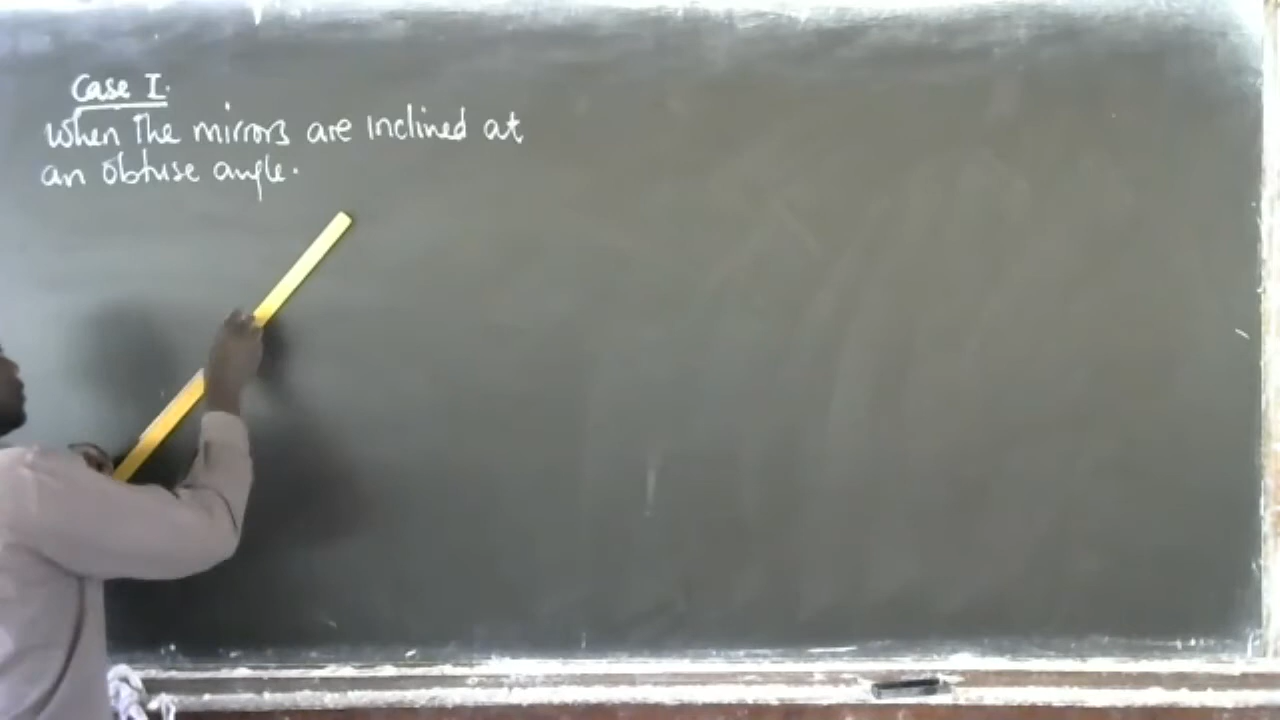 Case I.
When the mirrors are inclined at
an obtuse angle.